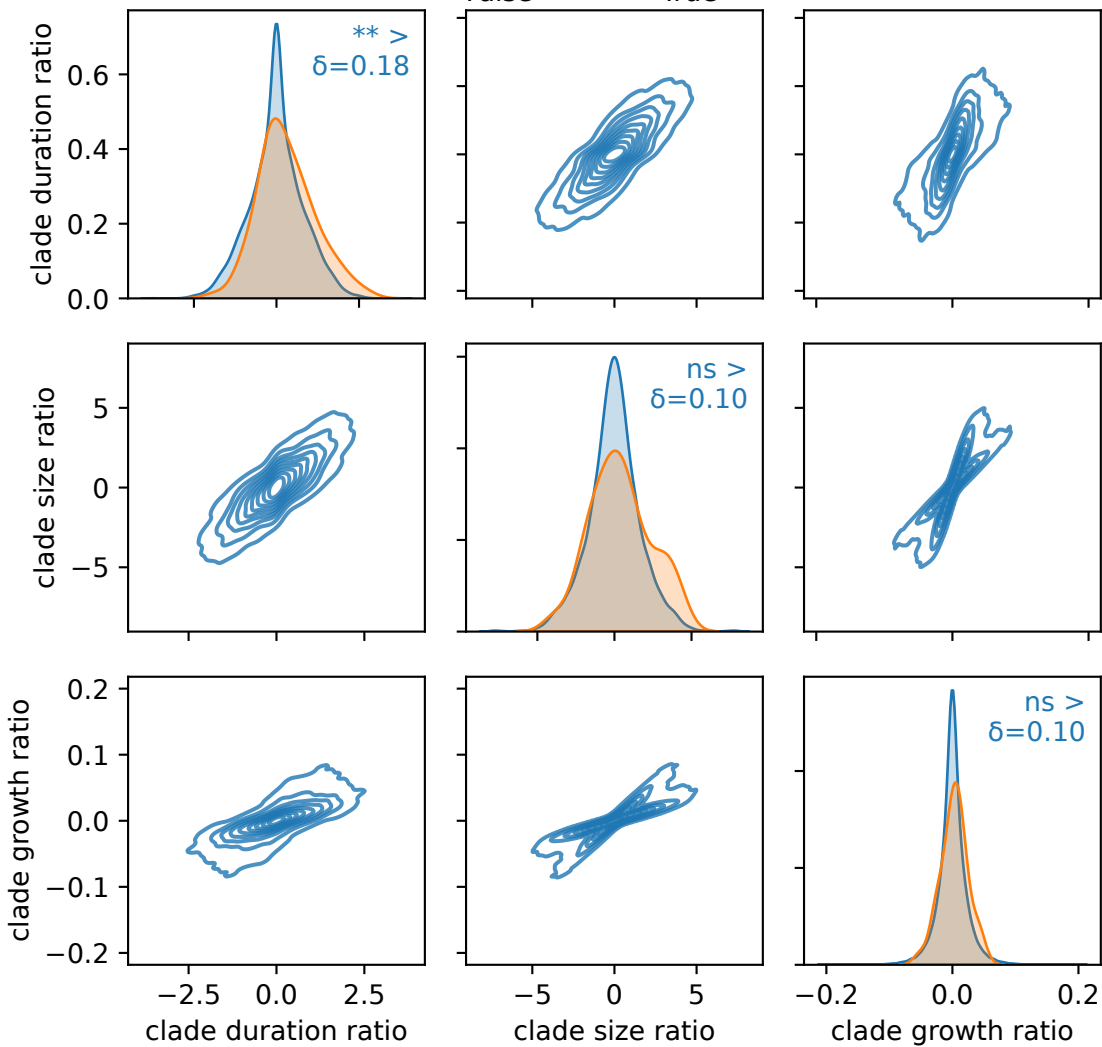 clade duration ratio
0.6
0.4
0.2
0.0
** >
δ=0.18
clade size ratio
5
0
−5
ns >
δ=0.10
clade growth ratio
0.2
0.1
0.0
−0.1
−0.2
ns >
δ=0.10
−2.5 0.0 2.5
−5 0 5
−0.2 0.0 0.2
clade duration ratio
clade size ratio
clade growth ratio